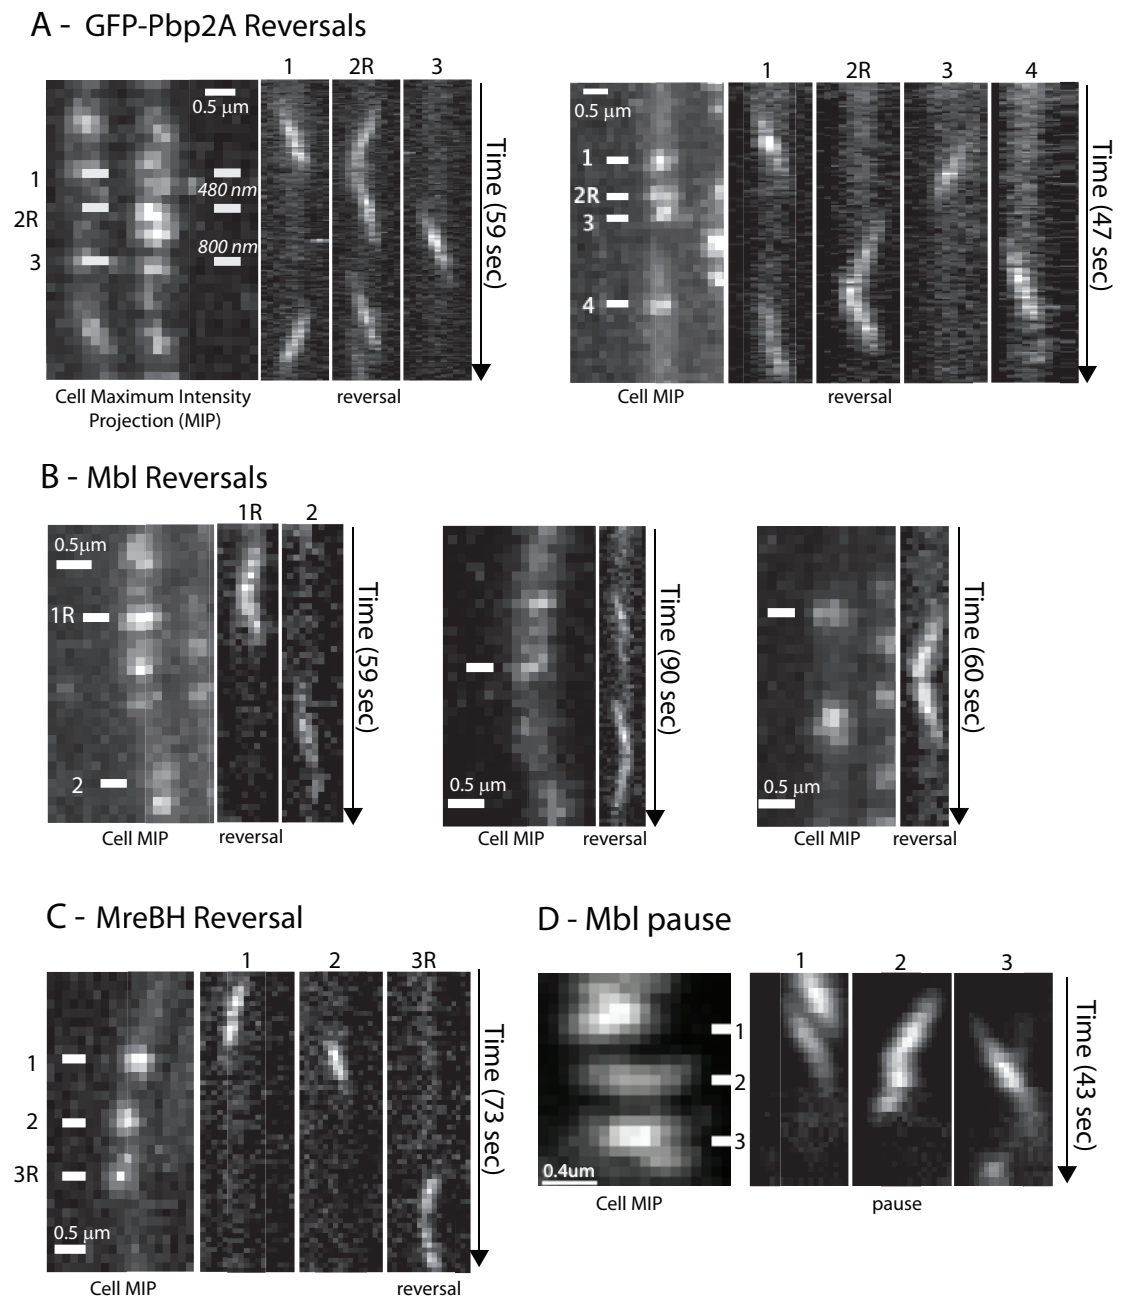 A - GFP-Pbp2A Reversals
1 2R 3
0.5 μm
1
480 nm
2R
800 nm
3
Time (59 sec)
Cell Maximum Intensity
Projection (MIP)
reversal
1 2R 3 4
0.5 μm
1
2R
3
4
Time (47 sec)
Cell MIP
reversal
B - Mbl Reversals
1R 2
0.5μm
1R
2
Time (59 sec)
Cell MIP
reversal
0.5 μm
Time (90 sec)
Cell MIP
reversal
0.5 μm
Time (60 sec)
Cell MIP
reversal
C - MreBH Reversal
1 2 3R
1
2
3R
0.5 μm
Time (73 sec)
Cell MIP
reversal
D - Mbl pause
1 2 3
1
2
3
0.4um
Time (43 sec)
Cell MIP
pause